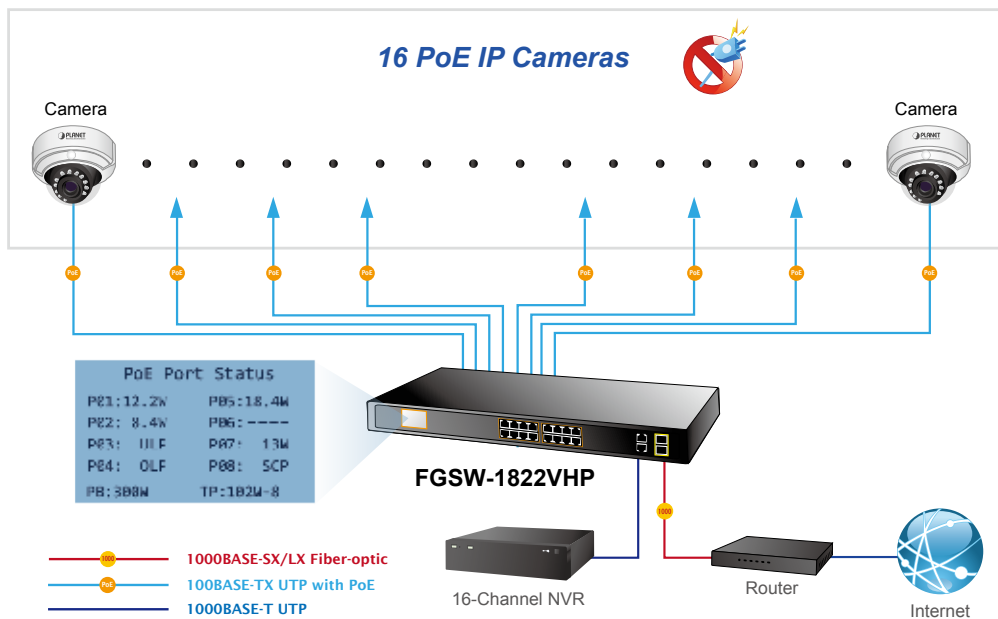 16 PoE IP Cameras
Camera
Camera
PLANET
PLANET
PoE
PoE
PoE
PoE
PoE
PoE
PoE
PoE
PoE Port Status
P01:12.2W P05:18.4W
P02: 8.4W P06:----
P03: ULF P07: 13W
P04: OLF P08: SCP
PB:300W TP:102W-8
FGSW-1822VHP
1000
1000
1000BASE-SX/LX Fiber-optic
PoE
100BASE-TX UTP with PoE
1000BASE-T UTP
16-Channel NVR
Router
Internet